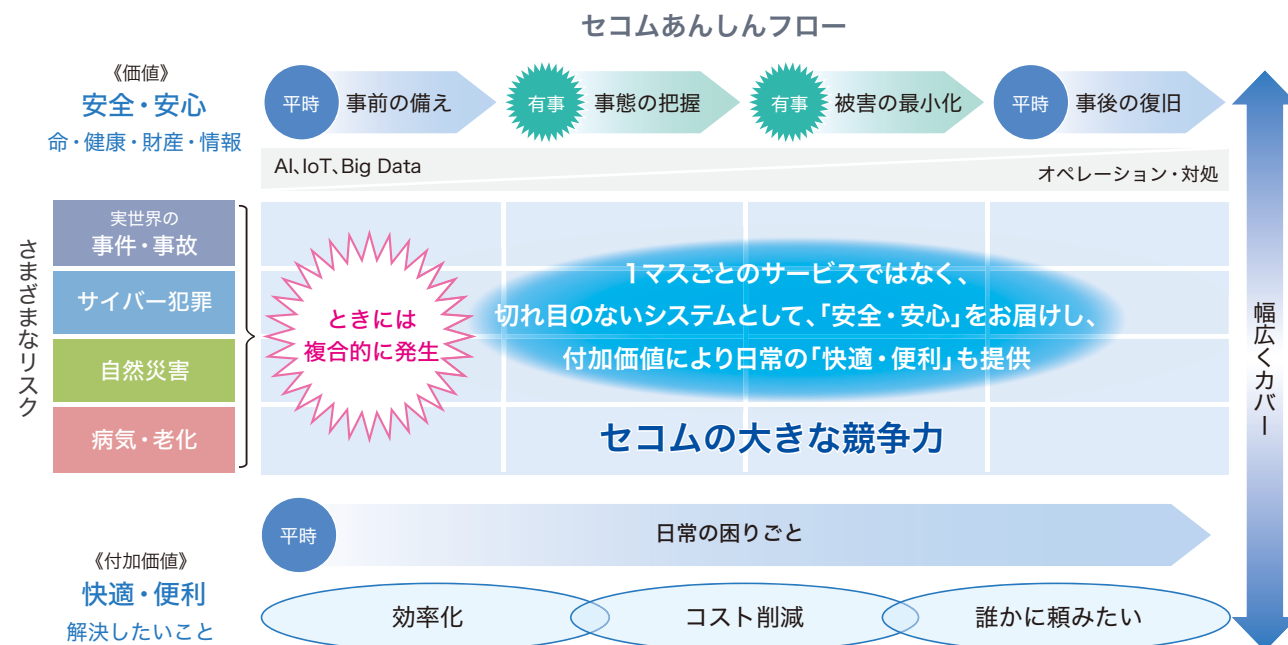 セコムあんしんフロー
《価値》
安全・安心
命・健康・財産・情報
平時 事前の備え
有事 事態の把握
有事 被害の最小化
平時 事後の復旧
AI、IoT、Big Data
オペレーション・対処
さまざまなリスク
実世界の
事件・事故
サイバー犯罪
自然災害
病気・老化
ときには
複合的に発生
1マスごとのサービスではなく、
切れ目のないシステムとして、「安全・安心」をお届けし、
付加価値により日常の「快適・便利」も提供
セコムの大きな競争力
幅広くカバー
《付加価値》
快適・便利
解決したいこと
平時
日常の困りごと
効率化
コスト削減
誰かに頼みたい